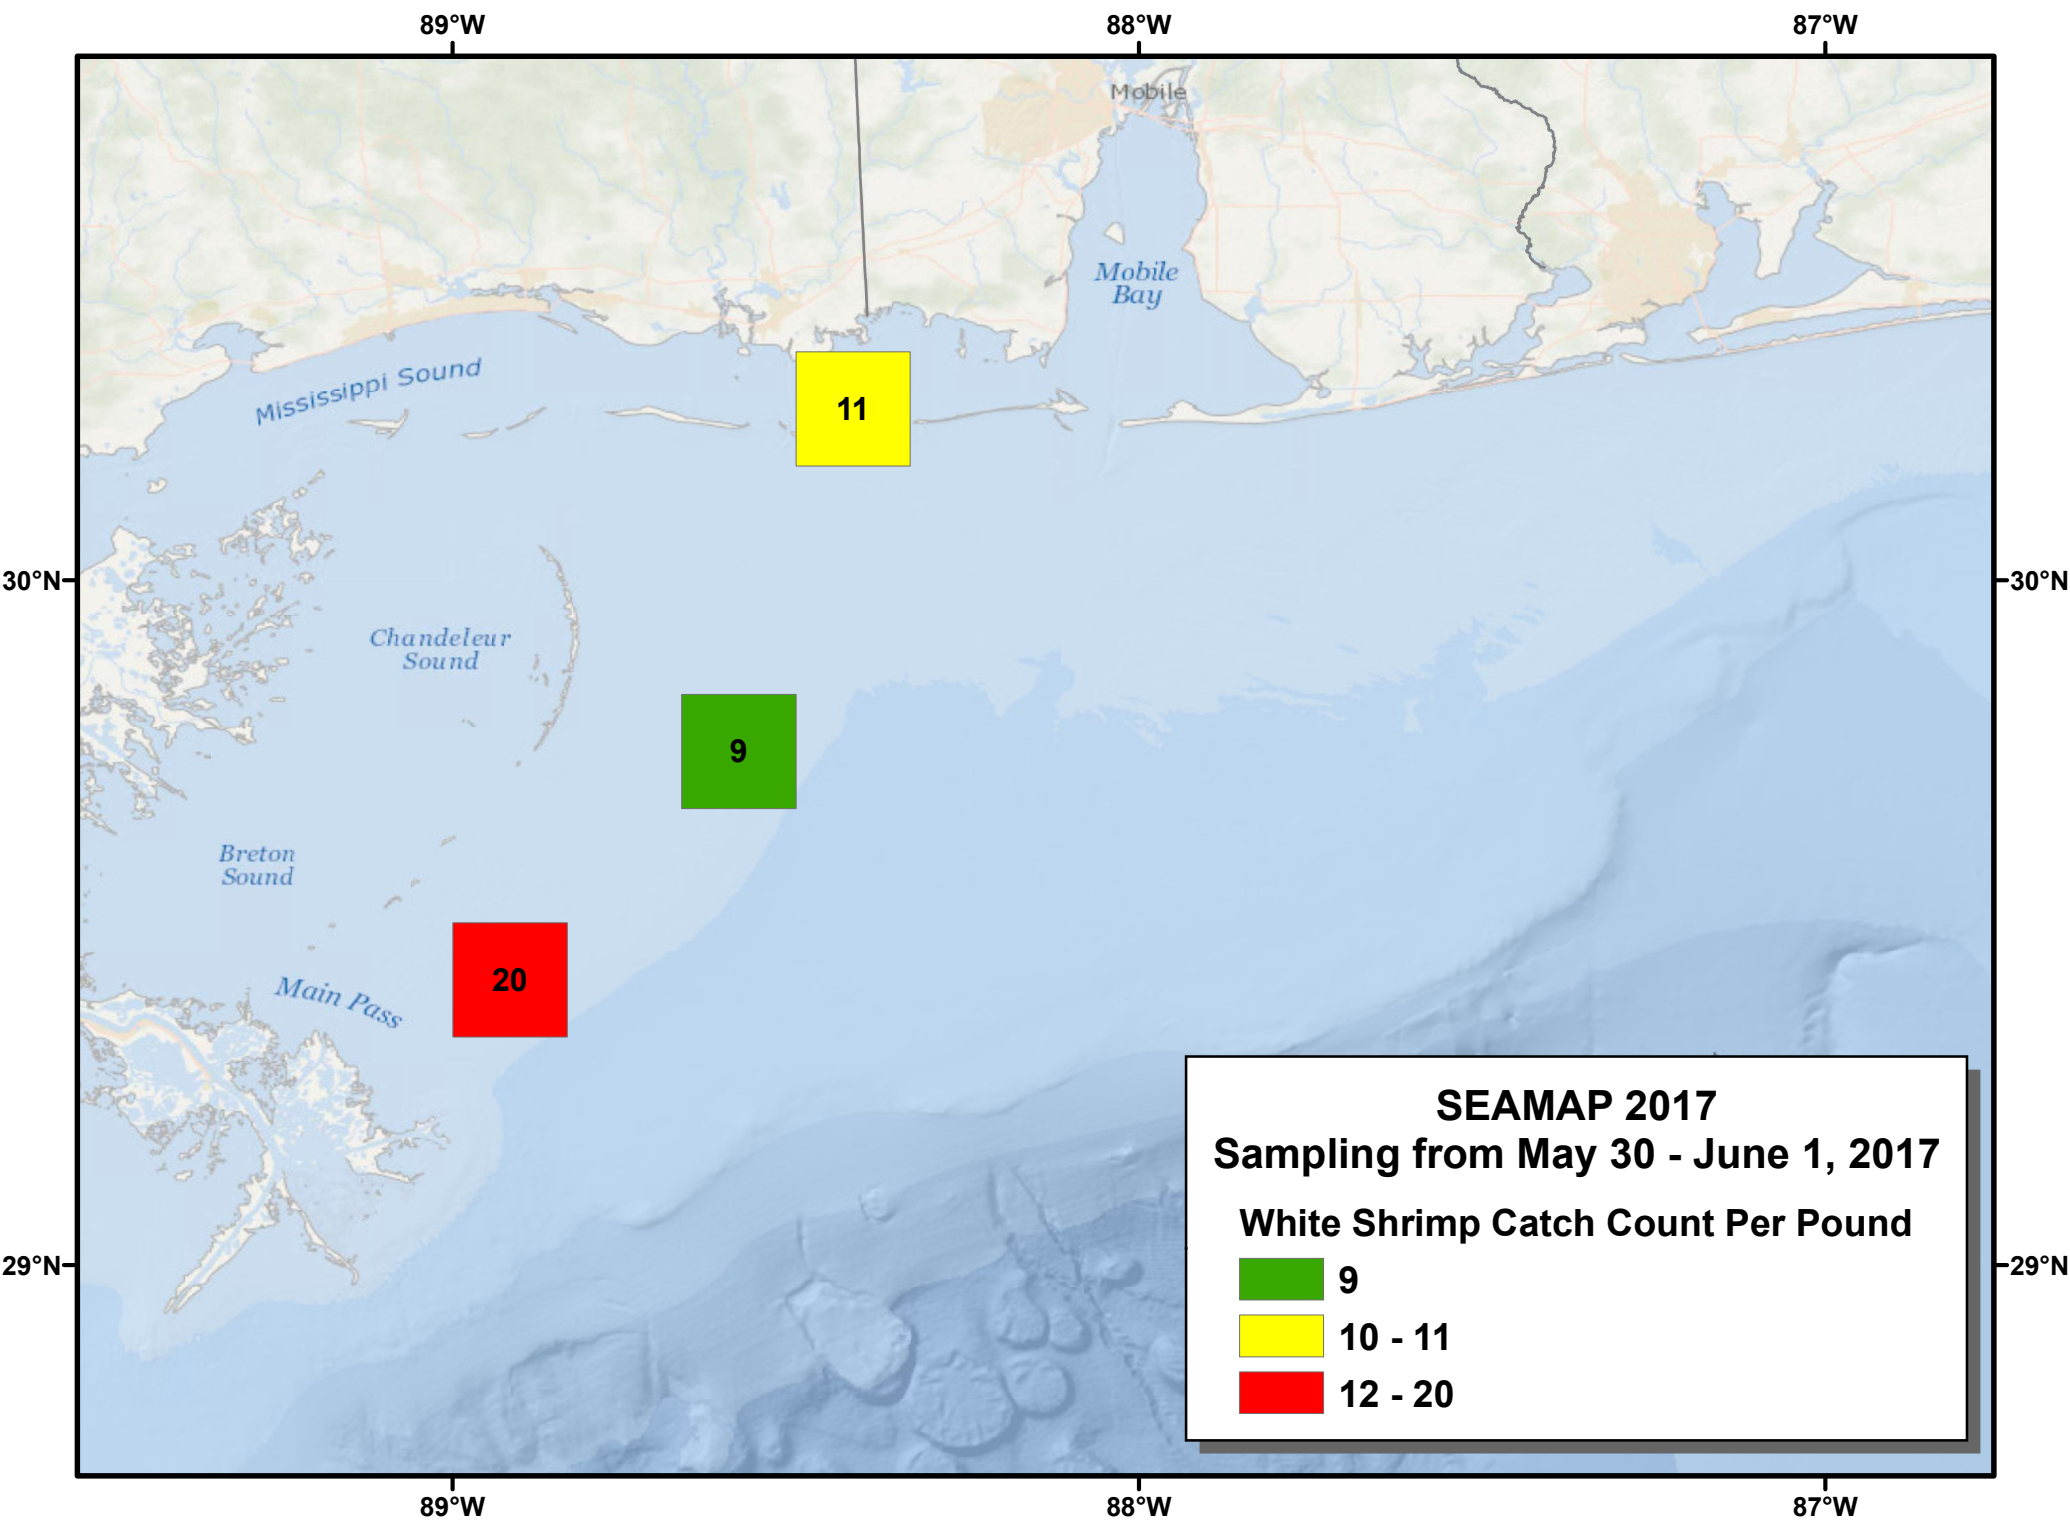 89°W
88°W
87°W
Mobile
Mobile
Bay
Mississippi Sound
11
30°N
30°N
Chandeleur
Sound
9
Breton
Sound
20
Main Pass
SEAMAP 2017
Sampling from May 30 - June 1, 2017
White Shrimp Catch Count Per Pound
9
10 - 11
12 - 20
29°N
29°N
89°W
88°W
87°W